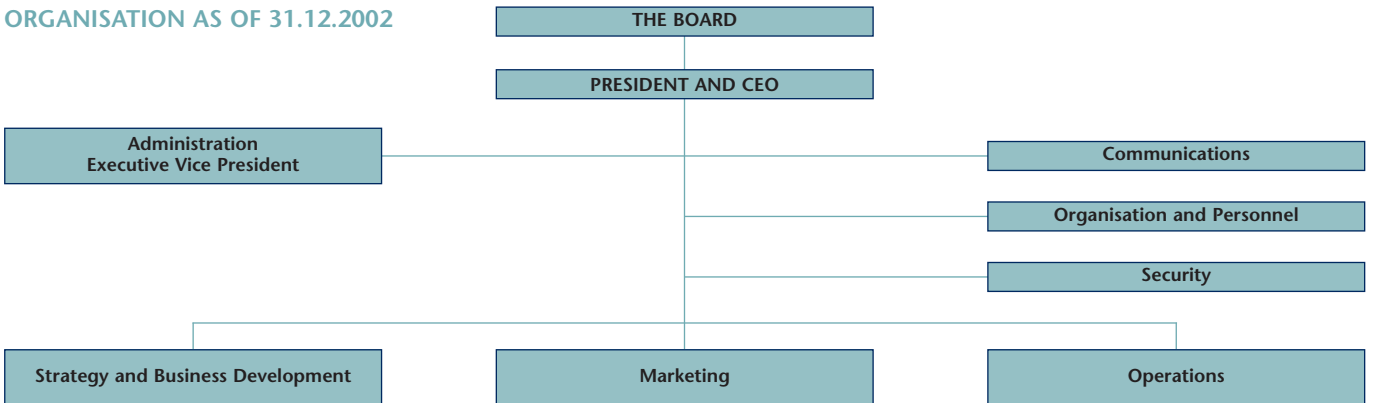 ORGANISATION AS OF 31.12.2002
THE BOARD
PRESIDENT AND CEO
Administration
Executive Vice President
Communications
Organisation and Personnel
Security
Strategy and Business Development
Marketing
Operations